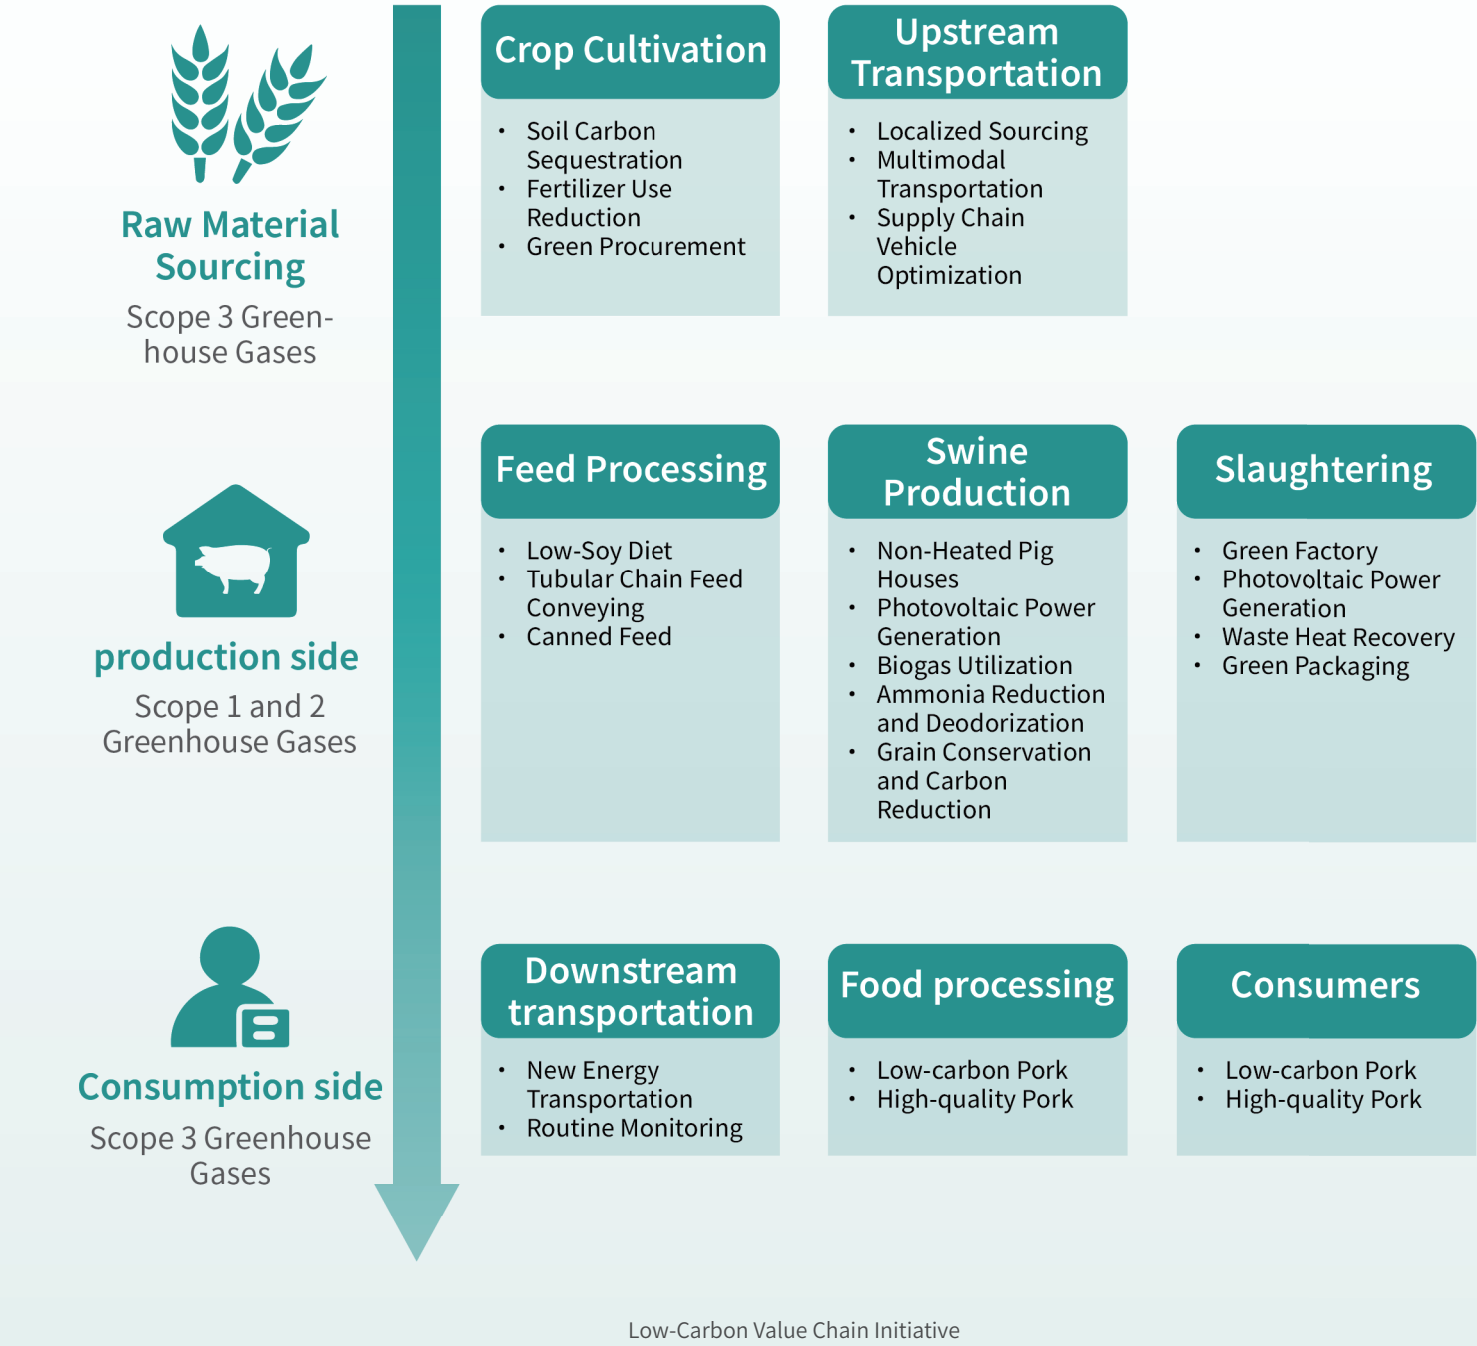 Raw Material
Sourcing
Scope 3 Green-
house Gases
Crop Cultivation
• Soil Carbon
Sequestration
• Fertilizer Use
Reduction
• Green Procurement
Upstream
Transportation
• Localized Sourcing
• Multimodal
Transportation
• Supply Chain
Vehicle
Optimization
production side
Scope 1 and 2
Greenhouse Gases
Feed Processing
• Low-Soy Diet
• Tubular Chain Feed
Conveying
• Canned Feed
Swine
Production
• Non-Heated Pig
Houses
• Photovoltaic Power
Generation
• Biogas Utilization
• Ammonia Reduction
and Deodorization
• Grain Conservation
and Carbon
Reduction
Slaughtering
• Green Factory
• Photovoltaic Power
Generation
• Waste Heat Recovery
• Green Packaging
Consumption side
Scope 3 Greenhouse
Gases
Downstream
transportation
• New Energy
Transportation
• Routine Monitoring
Food processing
• Low-carbon Pork
• High-quality Pork
Consumers
• Low-carbon Pork
• High-quality Pork
Low-Carbon Value Chain Initiative